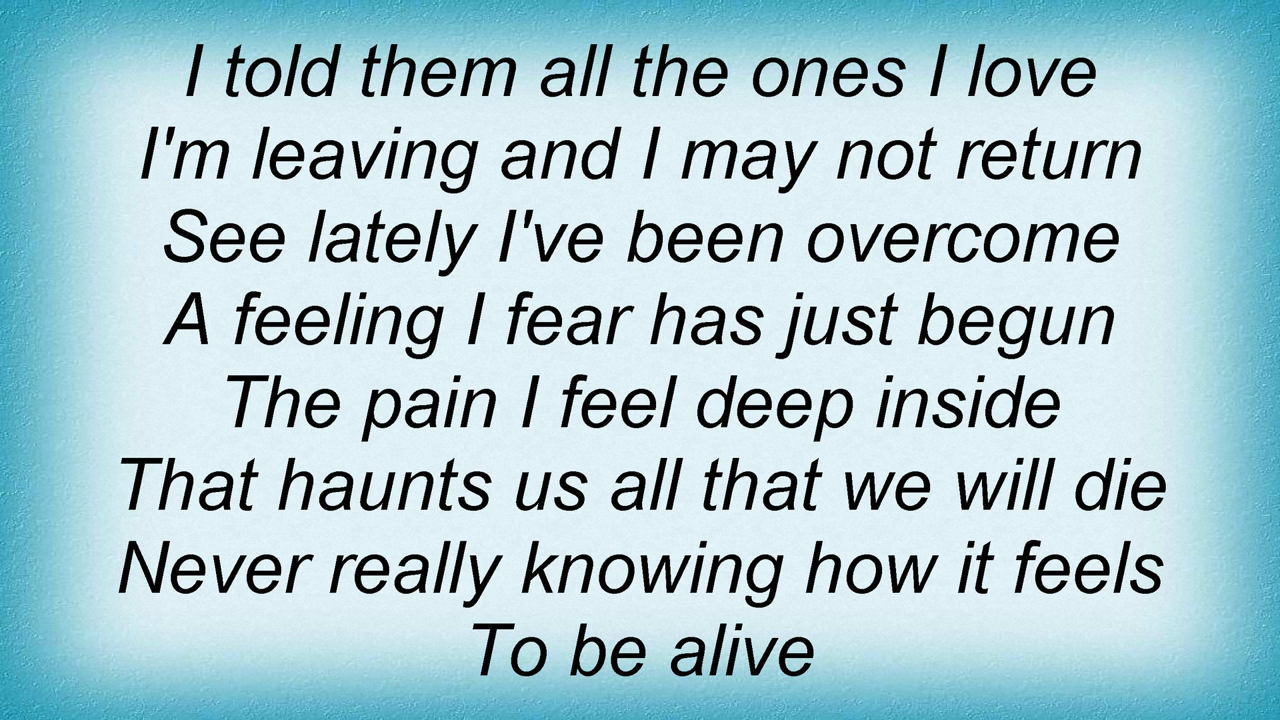 I told them all the ones I love
I'm leaving and I may not return
See lately I've been overcome
A feeling I fear has just begun
The pain I feel deep inside
That haunts us all that we will die
Never really knowing how it feels
To be alive